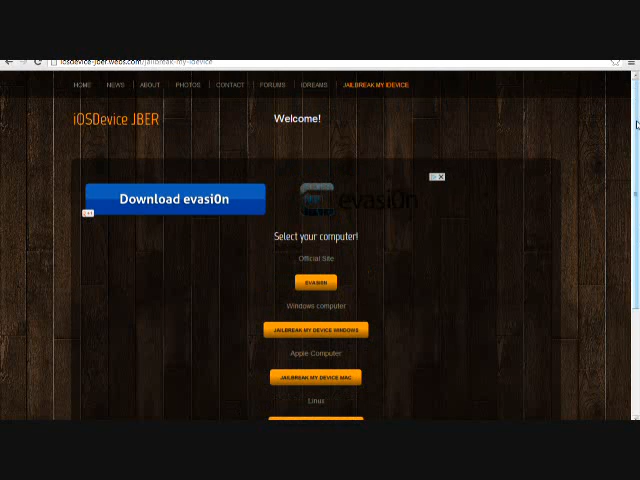 iosdevice-jber.webs.com/jailbreak-my-idevice
HOME NEWS ABOUT PHOTOS CONTACT FORUMS IDREAMS JAILBREAK MY IDEVICE
iOSDevice JBER
Welcome!
Download evasi0n
evasi0n
Select your computer!
Official Site
EVASI0N
Windows computer
JAILBREAK MY DEVICE WINDOWS
Apple Computer
JAILBREAK MY DEVICE MAC
Linux